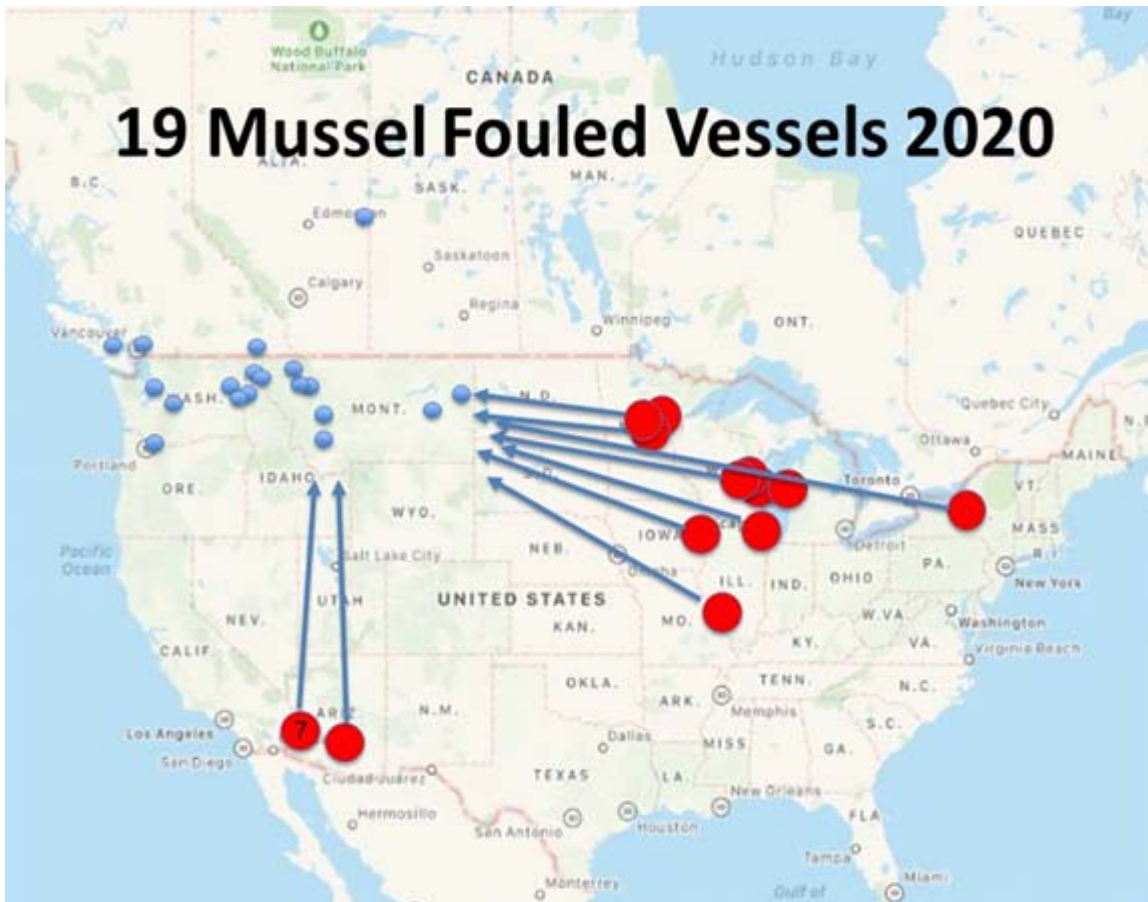 Bay
Wood Buffalo
National Park
Hudson Bay
CANADA
19 Mussel Fouled Vessels 2020
ALTA.
B.C.
SASK.
MAN.
Edmonton
QUEBEC
Saskatoon
Calgary
Regina
Winnipeg
ONT.
Vancouver
WASH.
MONT.
N.D.
Quebec City
Ottawa
MAINE
Portland
ORE.
IDAHO
Toronto
VT.
WYO.
MASS
Pacific
Ocean
IOWA
Detroit
R.I.
Salt Lake City
NEB.
Omaha
PA.
New York
NEV.
UTAH
UNITED STATES
ILL.
IND.
OHIO
KAN.
MO.
W.VA
Washington
CALIF.
KY.
VA.
Virginia Beach
OKLA.
TENN.
N.C.
Los Angeles
7
ARIZ
N.M.
ARK.
Memphis
S.C.
San Diego
Dallas
MISS
GA.
Ciudad Juárez
TEXAS
LA.
Hermosillo
New Orleans
San Antonio
Houston
FLA
Tampa
Monterrey
Gulf of
Miami